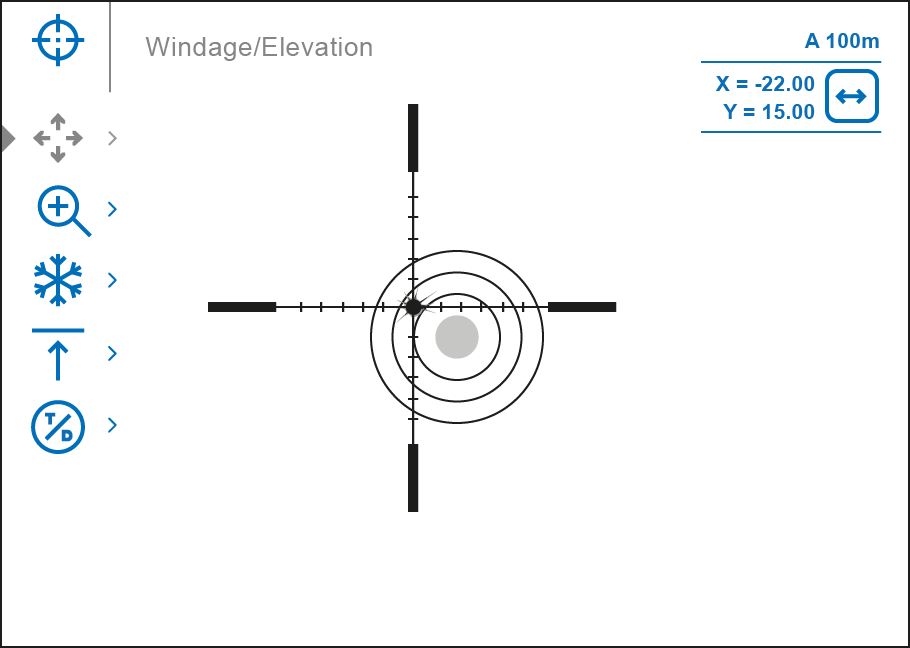 Windage/Elevation
A 100m
X = -22.00
Y = 15.00
T/D